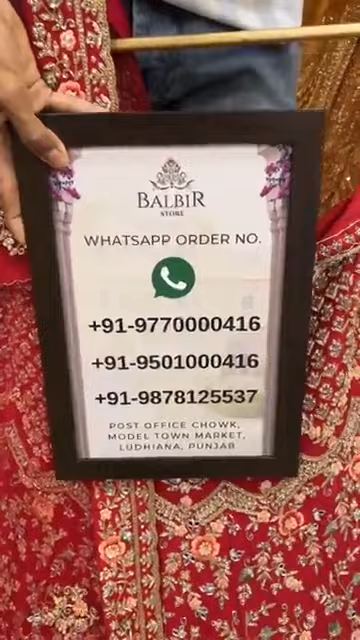 BALBIR
STORE
WHATSAPP ORDER NO.
+91-9770000416
+91-9501000416
+91-9878125537
POST OFFICE CHOWK,
MODEL TOWN MARKET,
LUDHIANA, PUNJAB